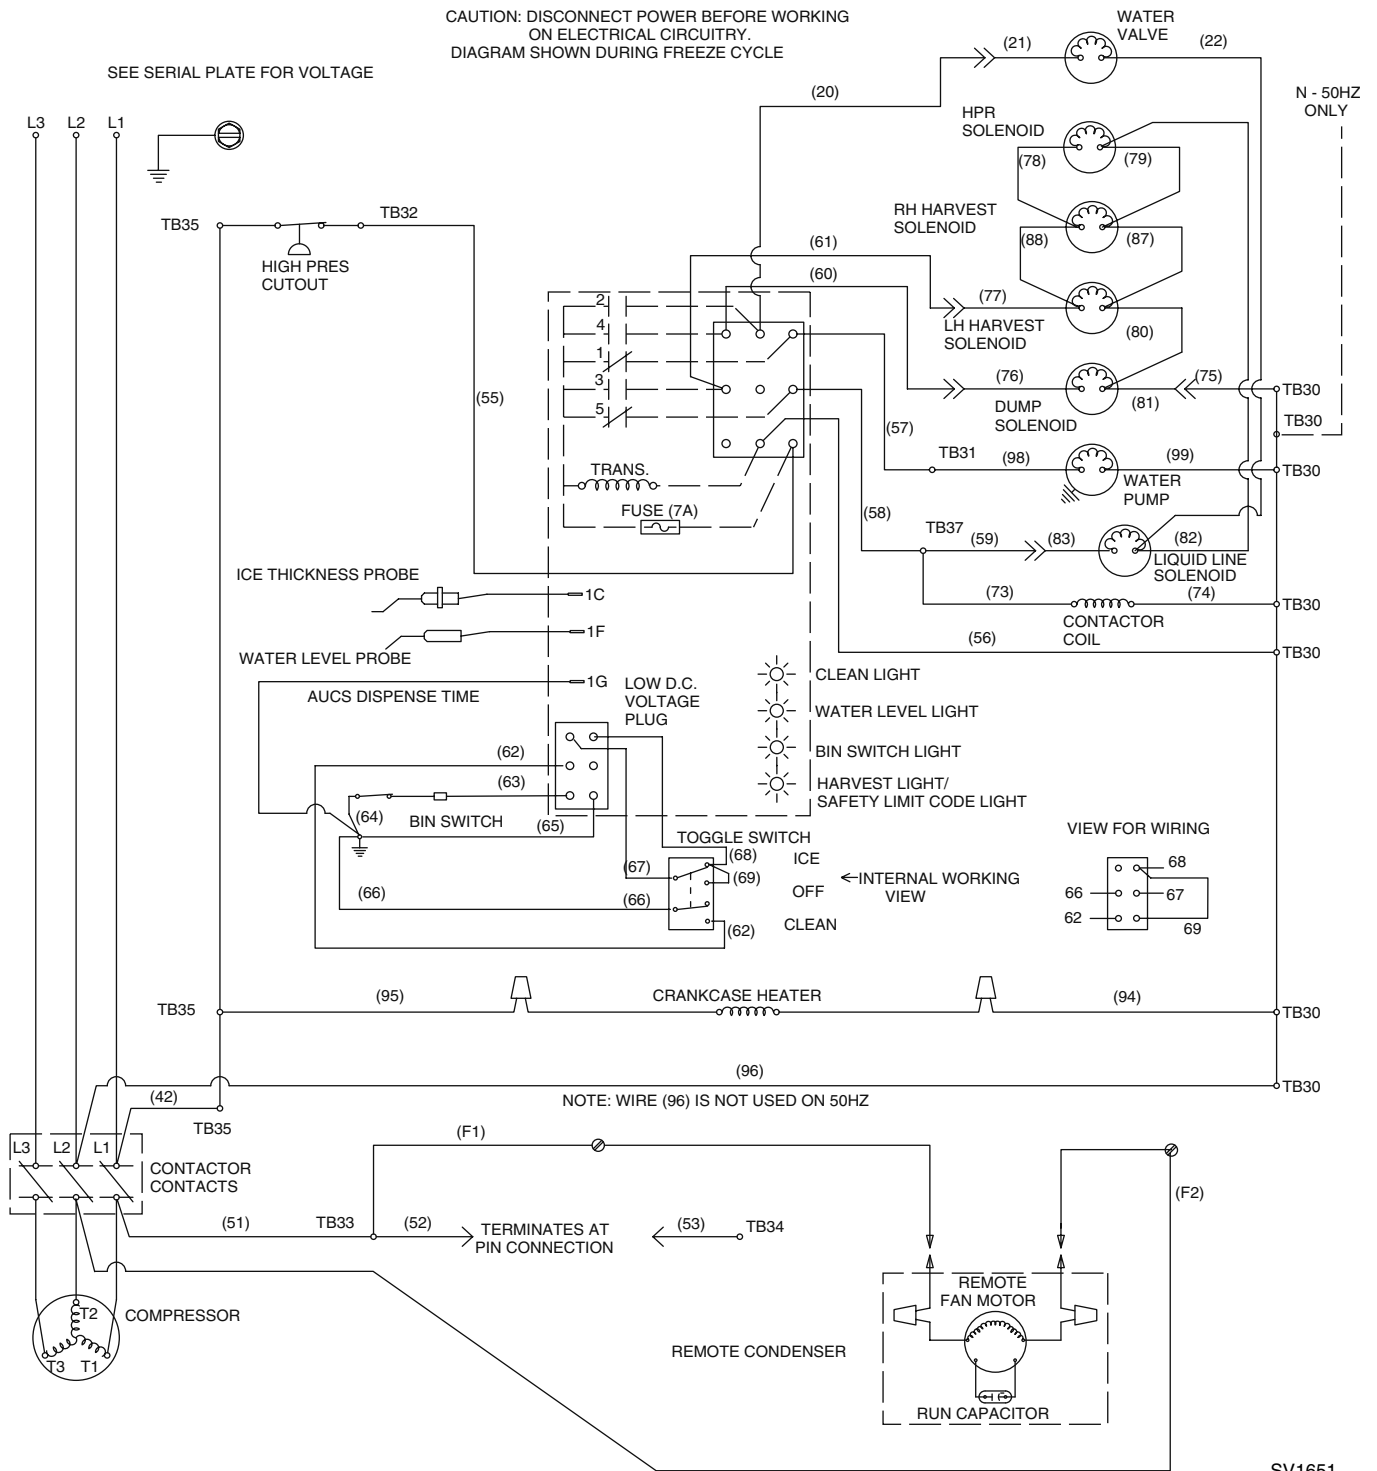 CAUTION: DISCONNECT POWER BEFORE WORKING
ON ELECTRICAL CIRCUITRY.
DIAGRAM SHOWN DURING FREEZE CYCLE
SEE SERIAL PLATE FOR VOLTAGE
WATER
VALVE
(21)
(22)
(20)
N - 50HZ
ONLY
L3
L2
L1
HPR
SOLENOID
(78)
(79)
TB35
TB32
HIGH PRES
CUTOUT
RH HARVEST
SOLENOID
(88)
(87)
(61)
(60)
(77)
LH HARVEST
SOLENOID
(80)
2
4
1
3
5
(55)
(76)
(75)
(81)
DUMP
SOLENOID
TB30
TB30
(57)
TB31
(98)
(99)
TB30
WATER
PUMP
TRANS.
FUSE (7A)
(58)
TB37
(59)
(83)
(82)
LIQUID LINE
SOLENOID
ICE THICKNESS PROBE
1C
(73)
(74)
TB30
CONTACTOR
COIL
1F
WATER LEVEL PROBE
(56)
TB30
1G
AUCS DISPENSE TIME
LOW D.C.
VOLTAGE
PLUG
CLEAN LIGHT
WATER LEVEL LIGHT
BIN SWITCH LIGHT
HARVEST LIGHT/
SAFETY LIMIT CODE LIGHT
(62)
(63)
(64)
BIN SWITCH
(65)
TOGGLE SWITCH
(68)
ICE
(67)
(69)
OFF
INTERNAL WORKING
VIEW
(66)
(66)
CLEAN
(62)
VIEW FOR WIRING
68
66
67
62
69
TB35
(95)
CRANKCASE HEATER
(94)
TB30
(96)
TB30
(42)
NOTE: WIRE (96) IS NOT USED ON 50HZ
TB35
L3
L2
L1
CONTACTOR
CONTACTS
(F1)
(F2)
(51)
TB33
(52)
TERMINATES AT
PIN CONNECTION
(53)
TB34
T2
T3
T1
COMPRESSOR
REMOTE
FAN MOTOR
REMOTE CONDENSER
RUN CAPACITOR
SV1651